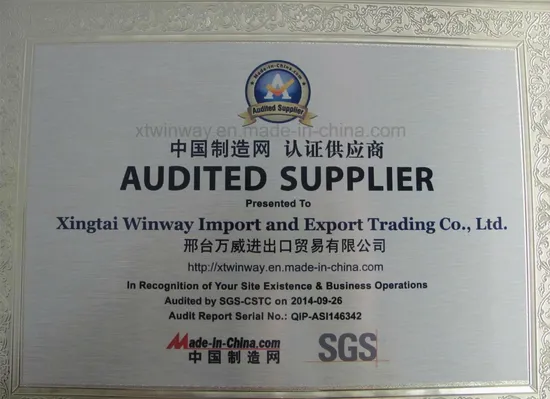 Made-in-China.com
Audited Supplier
xtwinway.en.made-in-china.com
中国制造网 认证供应商
AUDITED SUPPLIER
Presented To
Xingtai Winway Import and Export Trading Co., Ltd.
邢台万威进出口贸易有限公司
http://xtwinway.en.made-in-china.com
In Recognition of Your Site Existence & Business Operations
Audited by SGS-CSTC on 2014-09-26
Audit Report Serial No.: QIP-ASI146342
Made-in-China.com
中国制造网
SGS